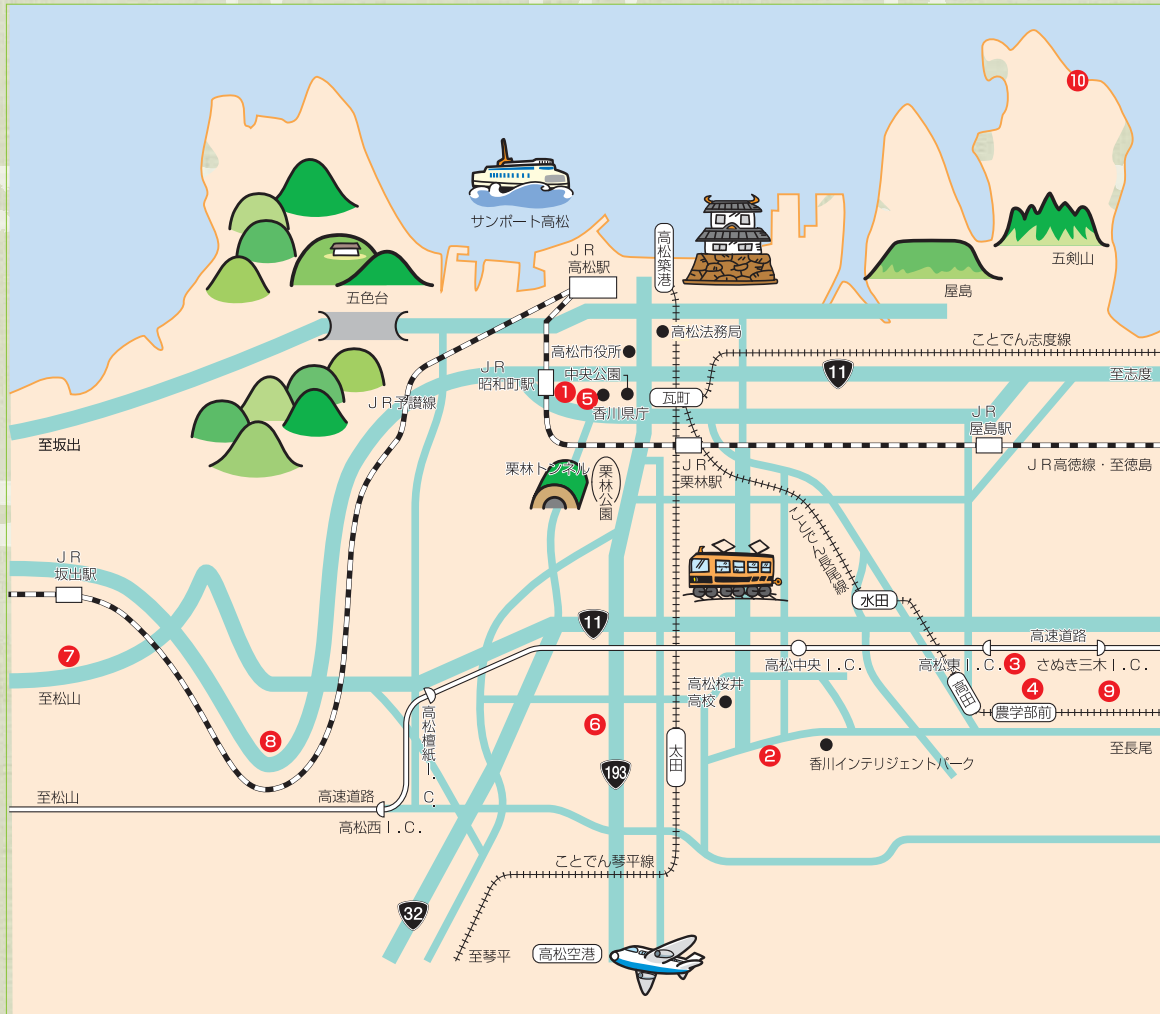 10
サンポート高松
五剣山
屋島
高松築港
JR
高松駅
五色台
高松法務局
ことでん志度線
高松市役所
JR
昭和町駅
中央公園
11
至志度
1
5
香川県庁
瓦町
JR予讃線
JR
屋島駅
至坂出
栗林トンネル
栗林公園
JR
栗林駅
JR高徳線・至徳島
ことでん長尾線
JR
坂出駅
水田
11
高速道路
7
高松中央I.C.
高松東I.C.
3
さぬき三木I.C.
至松山
高松桜井
高校
高田
4
9
農学部前
高松檀紙I.C.
6
8
2
至長尾
太田
193
香川インテリジェントパーク
至松山
高速道路
高松西I.C.
ことでん琴平線
32
至琴平
高松空港